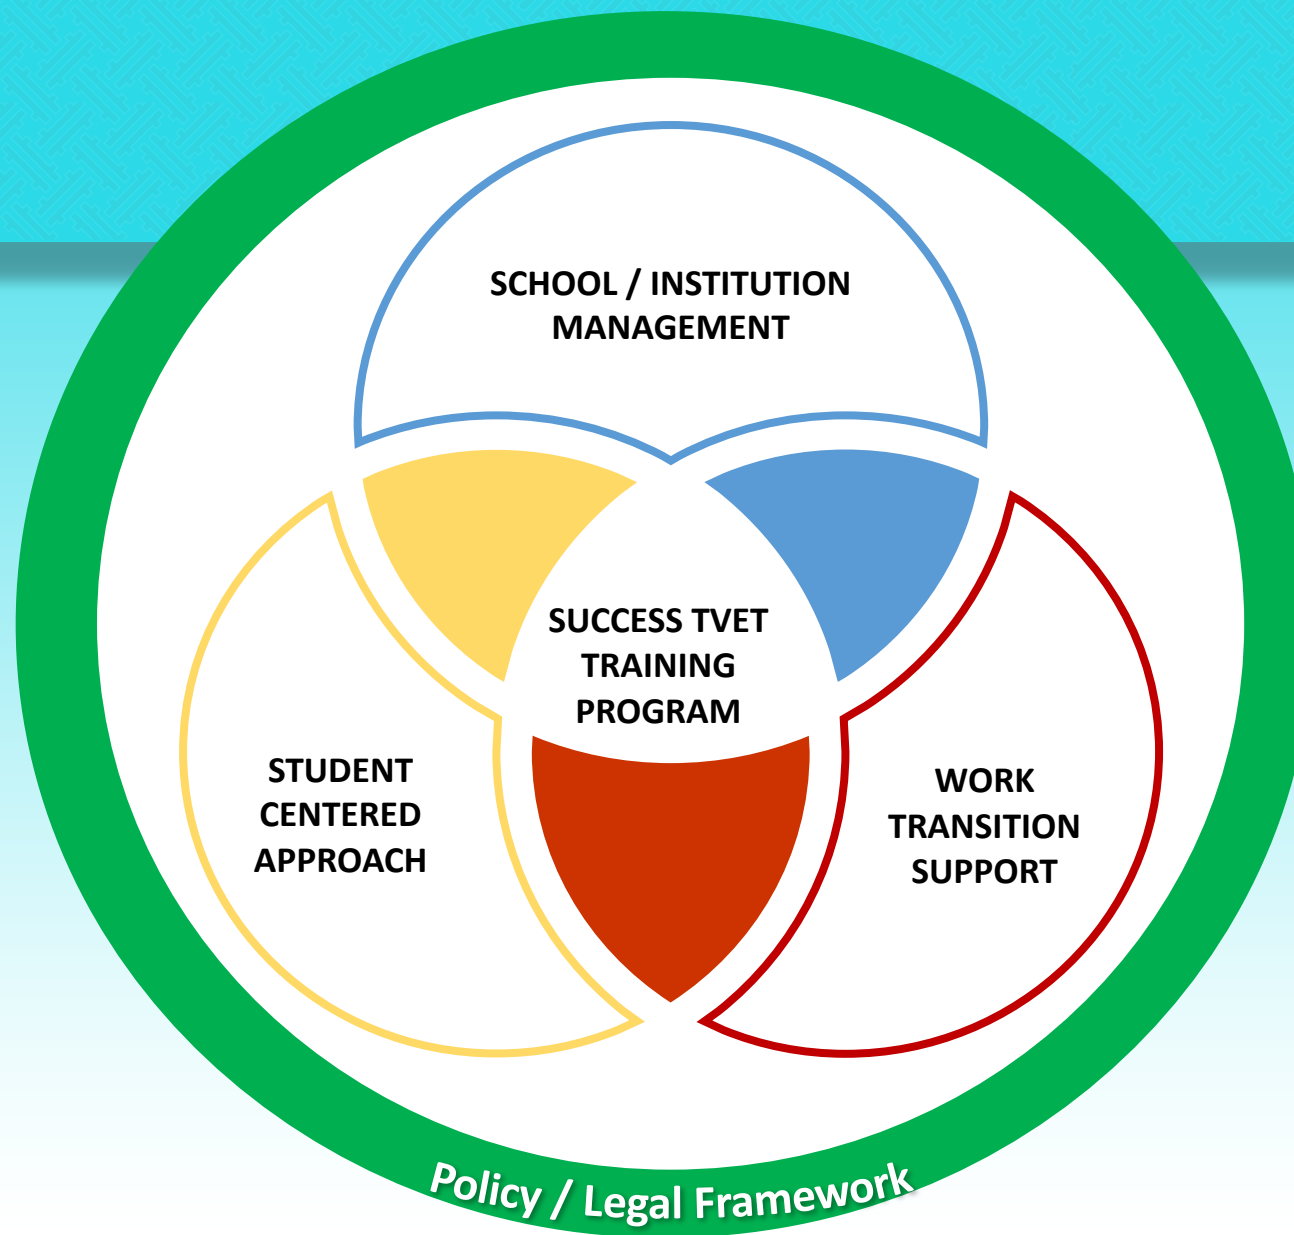 SCHOOL / INSTITUTION
MANAGEMENT
SUCCESS TVET
TRAINING
PROGRAM
STUDENT
CENTERED
APPROACH
WORK
TRANSITION
SUPPORT
Policy / Legal Framework